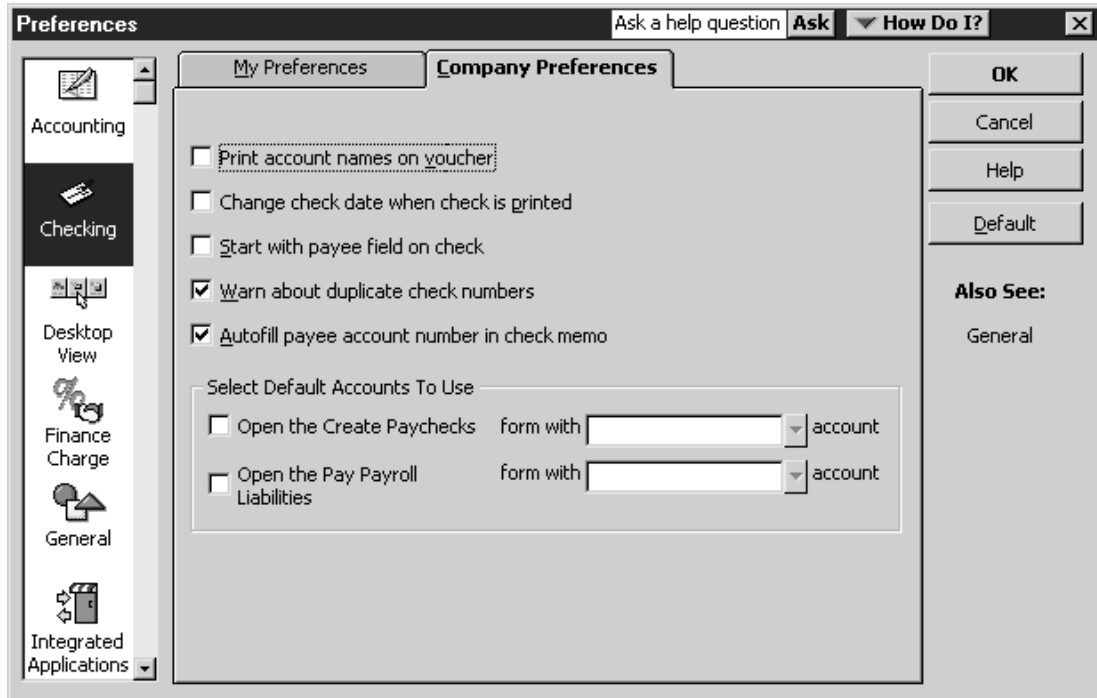 Preferences
Ask a help question Ask How Do I?
Accounting
Checking
Desktop
View
Finance
Charge
General
Integrated
Applications
My Preferences
Company Preferences
Print account names on voucher
Change check date when check is printed
Start with payee field on check
Warn about duplicate check numbers
Autofill payee account number in check memo
Select Default Accounts To Use
Open the Create Paychecks form with account
Open the Pay Payroll
Liabilities
form with account
OK
Cancel
Help
Default
Also See:
General